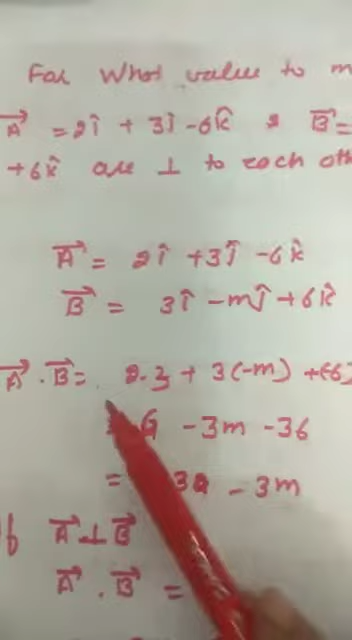 For What value to m
A⃗ = 2î + 3ĵ - 6k̂ & B⃗ =
+6k̂ are ⊥ to each oth
A⃗ = 2î + 3ĵ - 6k̂
B⃗ = 3î - mĵ + 6k̂
A⃗ . B⃗ = 2.3 + 3(-m) + (-6)
6 - 3m - 36
= 30 - 3m
A⃗ ⊥ B⃗
A⃗ . B⃗ =